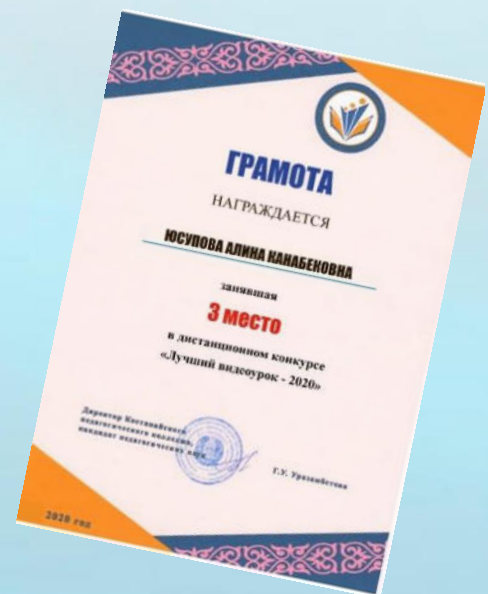 ГРАМОТА
НАГРАЖДАЕТСЯ
ЮСУПОВА АЛИНА КАНАБЕКОВНА
занявшая
3 место
в дистанционном конкурсе
«Лучший видеоурок - 2020»
Директор Костанайского
педагогического колледжа,
кандидат педагогических наук
Г.У. Уразамбетова
2020 год